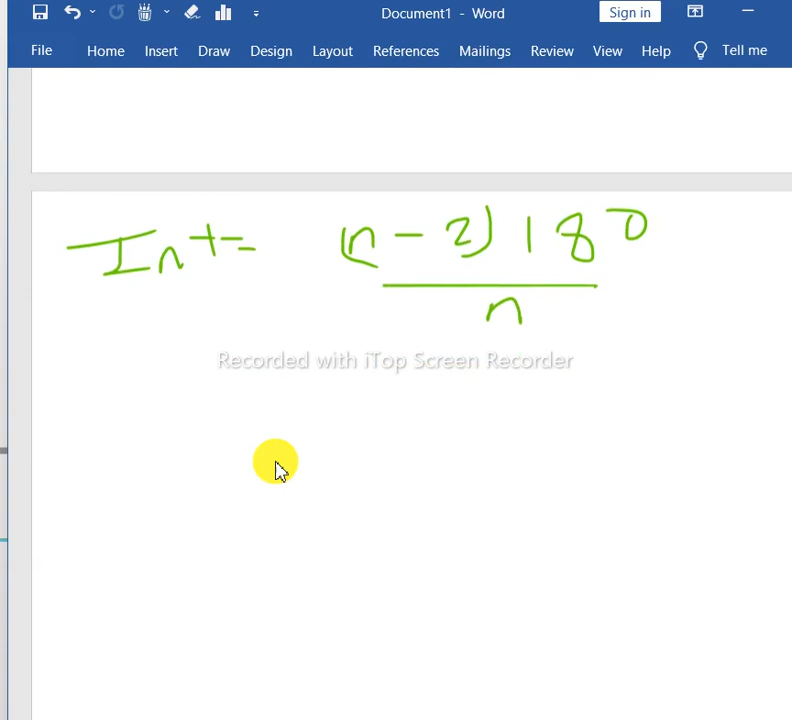 Document1 - Word
Sign in
File Home Insert Draw Design Layout References Mailings Review View Help Tell me
Int = (n - 2) 180
n
Recorded with iTop Screen Recorder